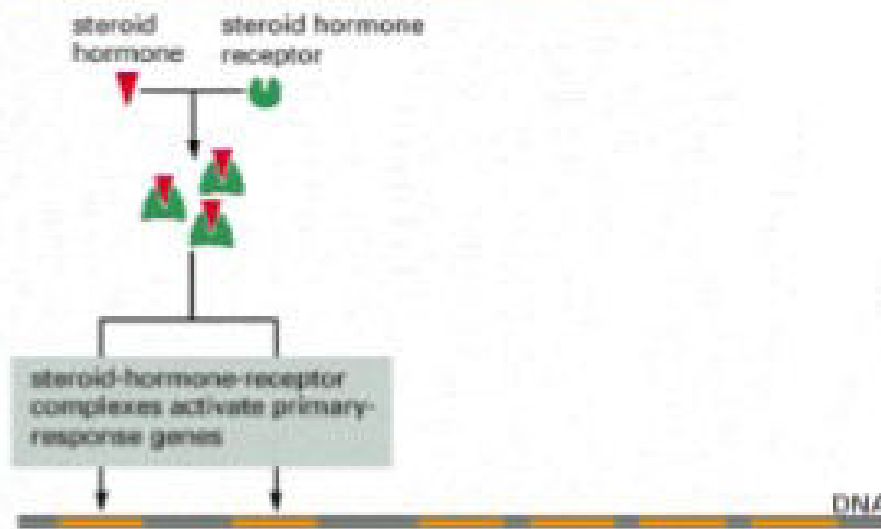 steroid
hormone
steroid hormone
receptor
steroid-hormone-receptor
complexes activate primary-
response genes
DNA